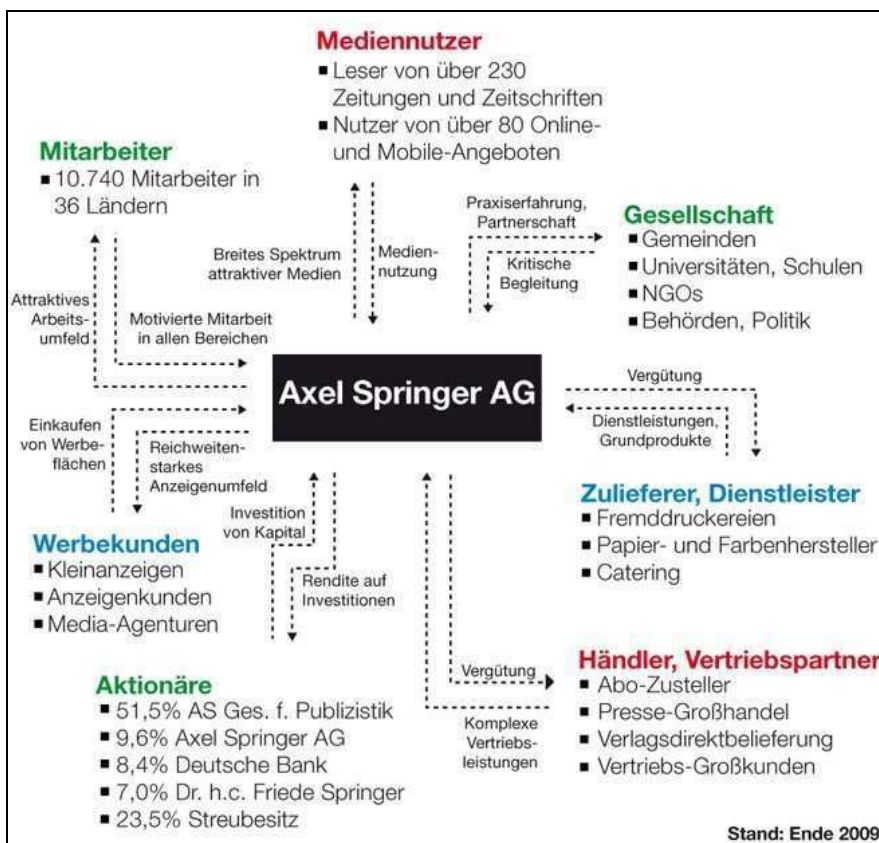 Mediennutzer
▪ Leser von über 230
Zeitungen und Zeitschriften
▪ Nutzer von über 80 Online-
und Mobile-Angeboten
Mitarbeiter
▪ 10.740 Mitarbeiter in
36 Ländern
Attraktives
Arbeits-
umfeld
Motivierte Mitarbeit
in allen Bereichen
Breites Spektrum
attraktiver Medien
Medien-
nutzung
Praxiserfahrung,
Partnerschaft
Kritische
Begleitung
Gesellschaft
▪ Gemeinden
▪ Universitäten, Schulen
▪ NGOs
▪ Behörden, Politik
Axel Springer AG
Vergütung
Dienstleistungen,
Grundprodukte
Einkaufen
von Werbe-
flächen
Reichweiten-
starkes
Anzeigenumfeld
Werbekunden
▪ Kleinanzeigen
▪ Anzeigenkunden
▪ Media-Agenturen
Investition
von Kapital
Rendite auf
Investitionen
Zulieferer, Dienstleister
▪ Fremddruckereien
▪ Papier- und Farbenhersteller
▪ Catering
Aktionäre
▪ 51,5% AS Ges. f. Publizistik
▪ 9,6% Axel Springer AG
▪ 8,4% Deutsche Bank
▪ 7,0% Dr. h.c. Friede Springer
▪ 23,5% Streubesitz
Vergütung
Komplexe
Vertriebs-
leistungen
Händler, Vertriebspartner
▪ Abo-Zusteller
▪ Presse-Großhandel
▪ Verlagsdirektbelieferung
▪ Vertriebs-Großkunden
Stand: Ende 2009